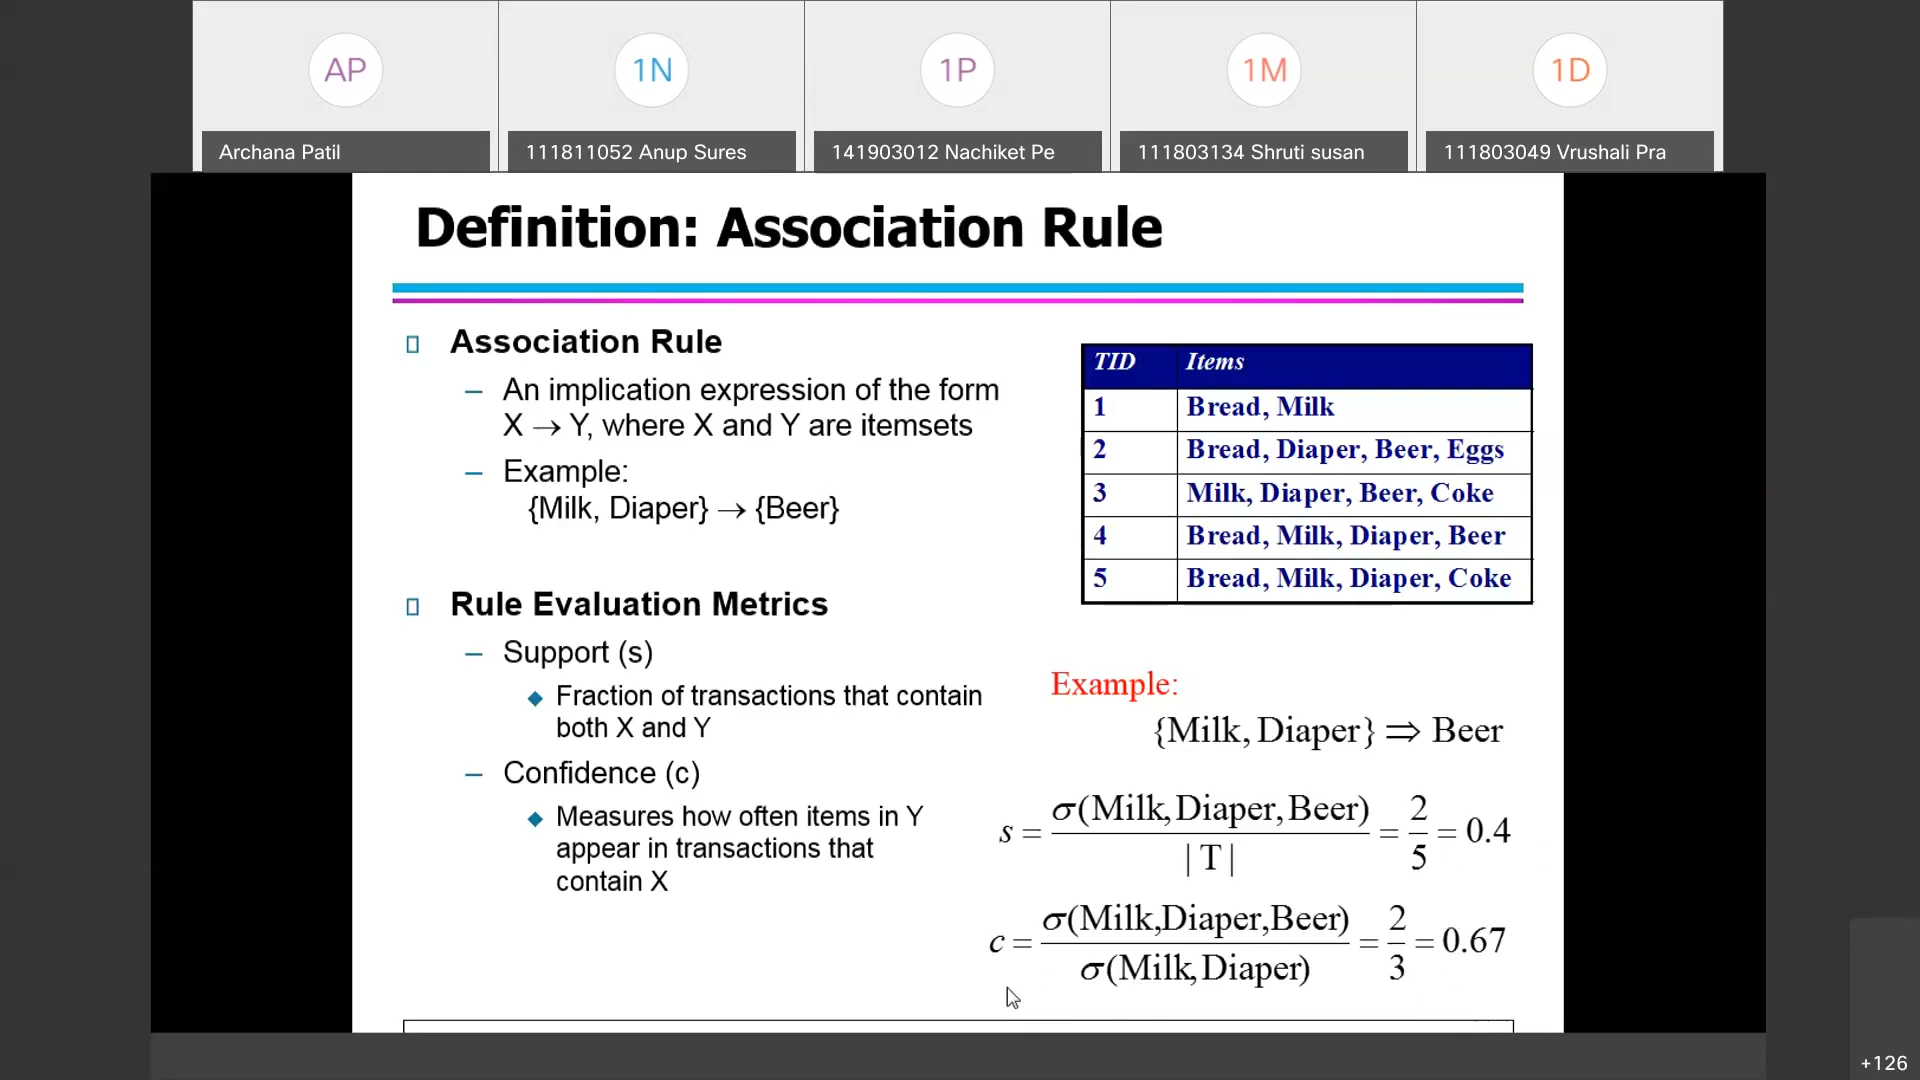 AP
1N
1P
1M
1D
Archana Patil
111811052 Anup Sures
141903012 Nachiket Pe
111803134 Shruti susan
111803049 Vrushali Pra
Definition: Association Rule
Association Rule
– An implication expression of the form
X → Y, where X and Y are itemsets
– Example:
{Milk, Diaper} → {Beer}
Rule Evaluation Metrics
– Support (s)
◆ Fraction of transactions that contain
both X and Y
– Confidence (c)
◆ Measures how often items in Y
appear in transactions that
contain X
TID Items
1 Bread, Milk
2 Bread, Diaper, Beer, Eggs
3 Milk, Diaper, Beer, Coke
4 Bread, Milk, Diaper, Beer
5 Bread, Milk, Diaper, Coke
Example:
{Milk, Diaper} ⇒ Beer
s = σ(Milk, Diaper, Beer) / | T | = 2/5 = 0.4
c = σ(Milk,Diaper,Beer) / σ(Milk,Diaper) = 2/3 = 0.67
+126